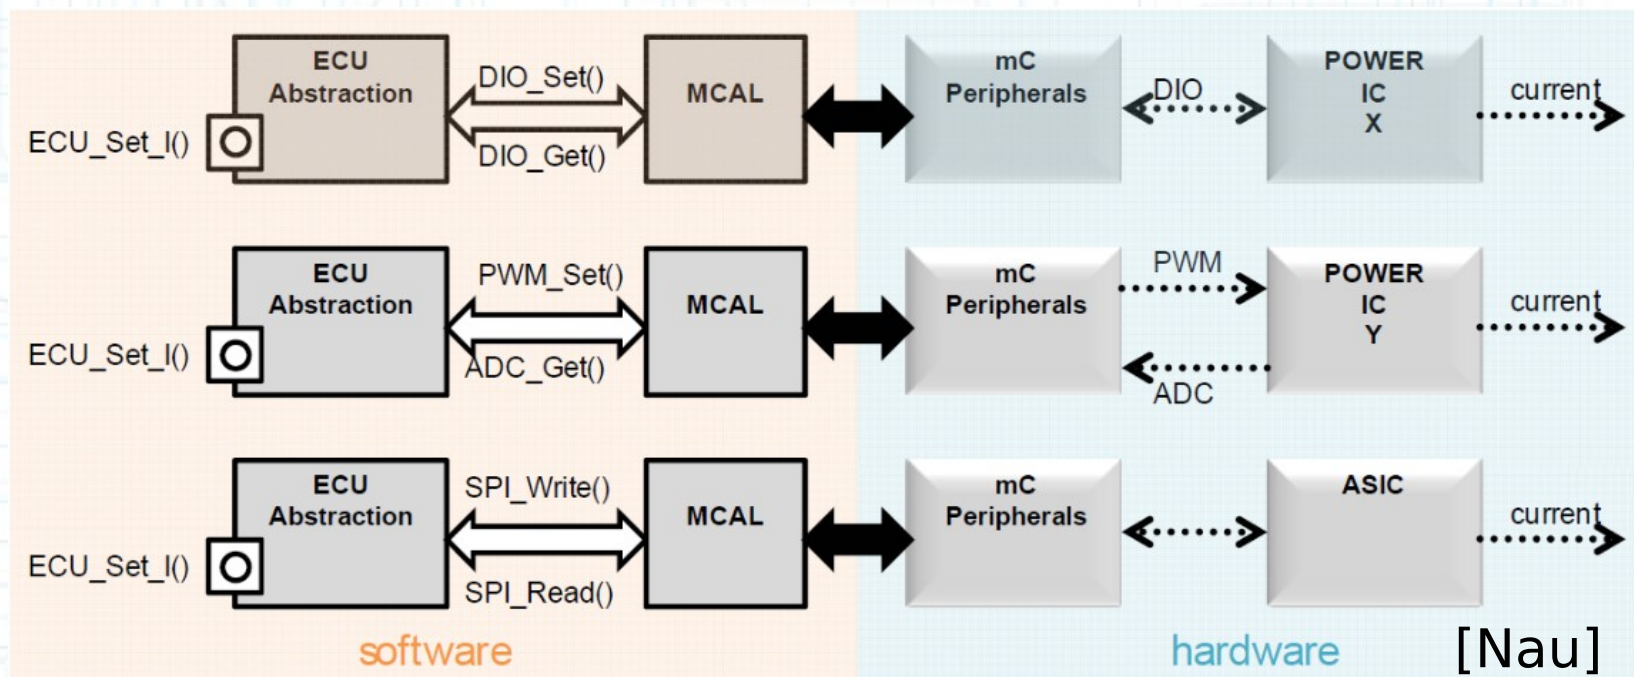 ECU
Abstraction
DIO_Set()
DIO_Get()
MCAL
mC
Peripherals
DIO
POWER
IC
X
current
ECU_Set_I()
ECU
Abstraction
PWM_Set()
ADC_Get()
MCAL
mC
Peripherals
PWM
ADC
POWER
IC
Y
current
ECU_Set_I()
ECU
Abstraction
SPI_Write()
SPI_Read()
MCAL
mC
Peripherals
ASIC
current
ECU_Set_I()
software
hardware
[Nau]